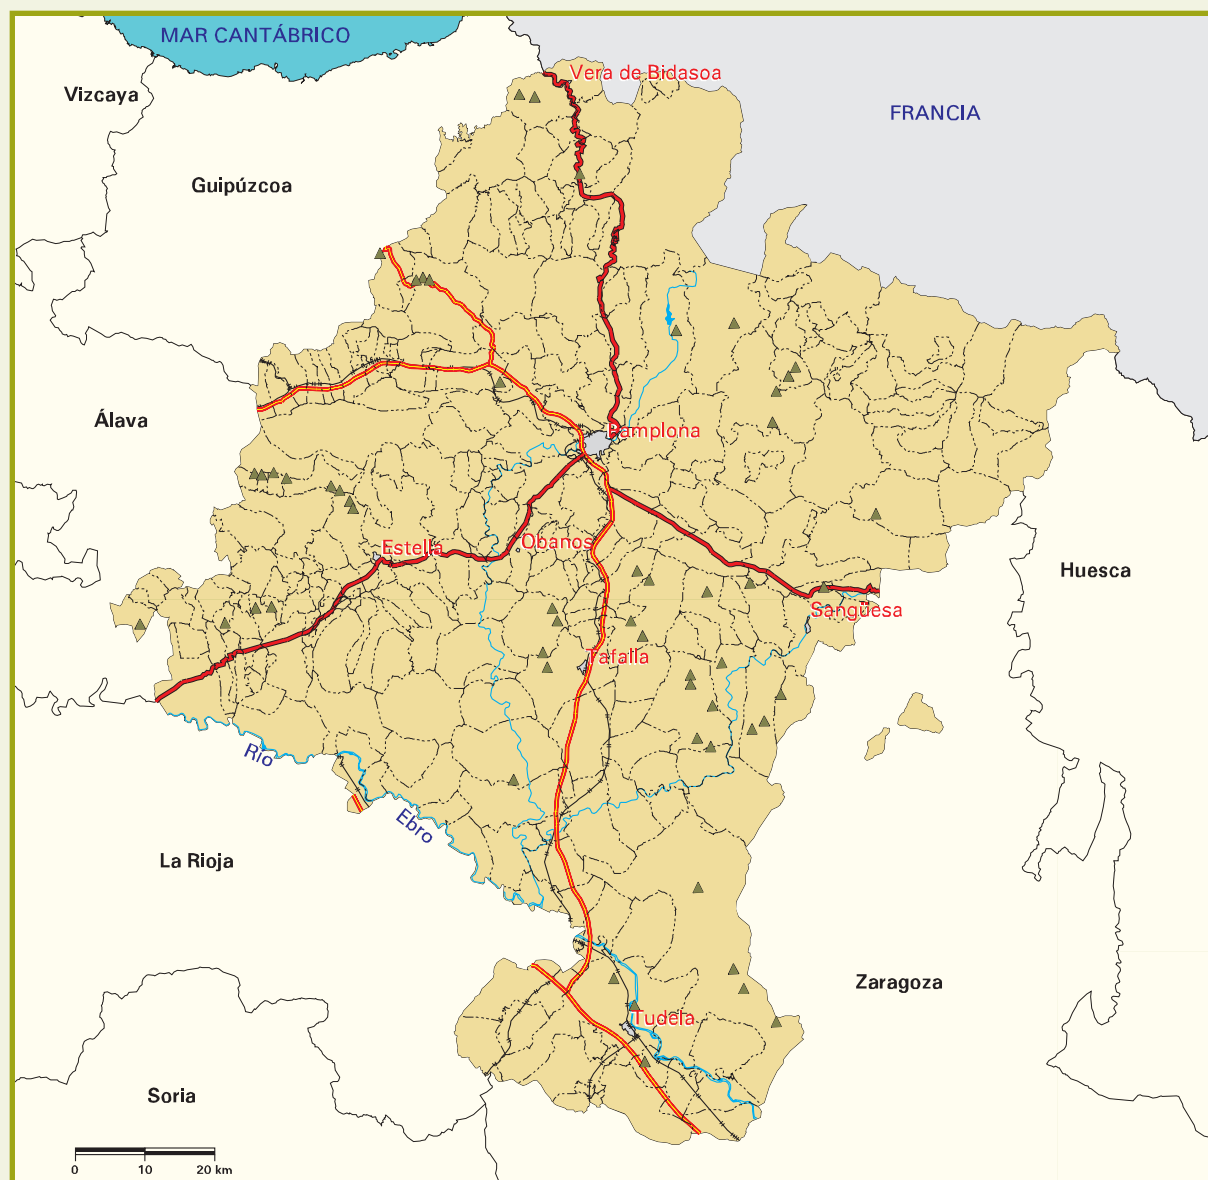 MAR CANTÁBRICO
Vera de Bidasoa
Vizcaya
FRANCIA
Guipúzcoa
Álava
Pamplona
Estella
Obanos
Huesca
Sangüesa
Tafalla
Río
Ebro
La Rioja
Zaragoza
Tudela
Soria
0 10 20 km